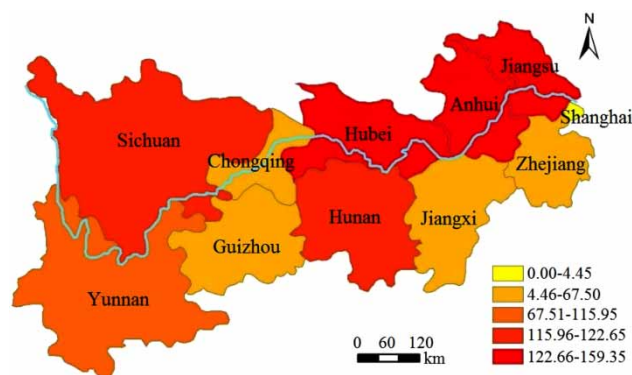 N
Jiangsu
Anhui
Shanghai
Sichuan
Hubei
Chongqing
Zhejiang
Hunan
Jiangxi
Guizhou
Yunnan
0.00-4.45
4.46-67.50
67.51-115.95
115.96-122.65
122.66-159.35
0 30 60 120
km